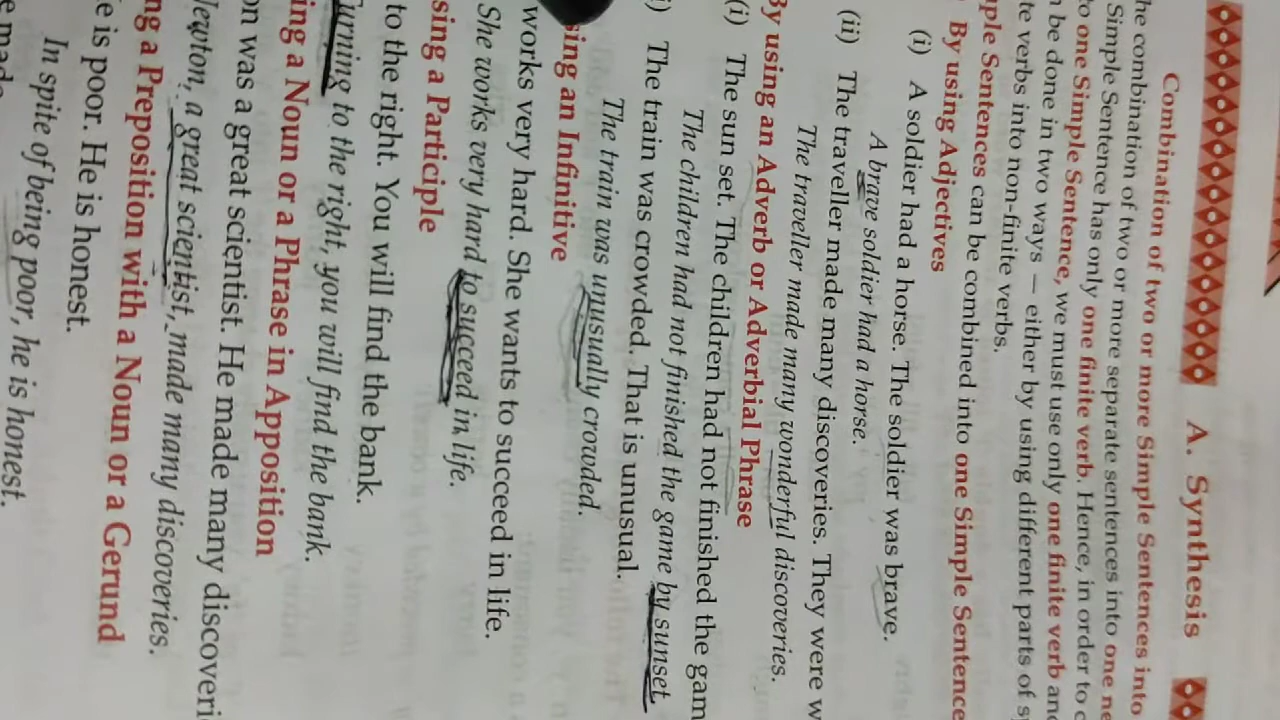 A. Synthesis
Combination of two or more Simple Sentences into
he combination of two or more separate sentences into one ne
Simple Sentence has only one finite verb. Hence, in order to c
to one Simple Sentence, we must use only one finite verb and
n be done in two ways – either by using different parts of sp
te verbs into non-finite verbs.
ple Sentences can be combined into one Simple Sentence
By using Adjectives
(i) A soldier had a horse. The soldier was brave.
A brave soldier had a horse.
(ii) The traveller made many discoveries. They were w
The traveller made many wonderful discoveries.
By using an Adverb or Adverbial Phrase
(i) The sun set. The children had not finished the gam
The children had not finished the game by sunset.
i) The train was crowded. That is unusual.
The train was unusually crowded.
sing an Infinitive
works very hard. She wants to succeed in life.
She works very hard to succeed in life.
sing a Participle
to the right. You will find the bank.
Turning to the right, you will find the bank.
ing a Noun or a Phrase in Apposition
on was a great scientist. He made many discoveri
Newton, a great scientist, made many discoveries.
ng a Preposition with a Noun or a Gerund
e is poor. He is honest.
In spite of being poor, he is honest.